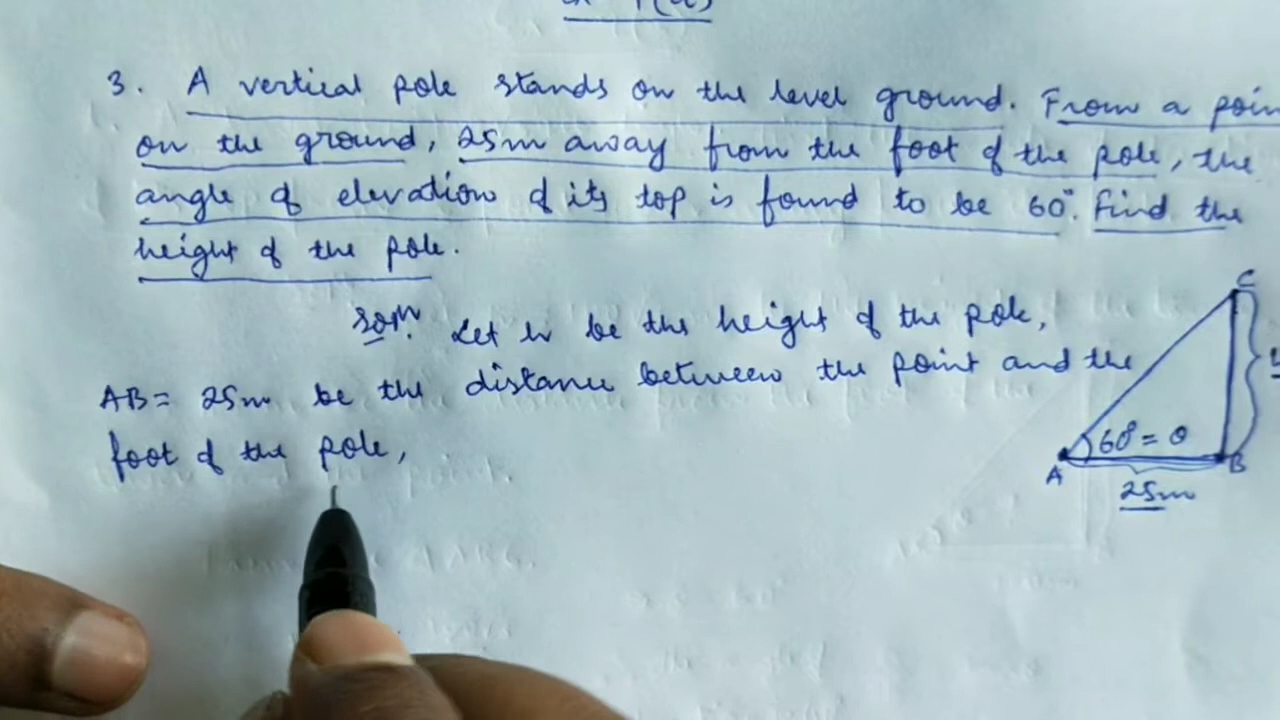 3. A vertical pole stands on the level ground. From a poin
on the ground, 25m away from the foot of the pole, the
angle of elevation of its top is found to be 60°. Find the
height of the pole.
Soln. Let h be the height of the pole,
AB = 25m be the distance between the point and the
foot of the pole,
C
60° = θ
A
B
25m